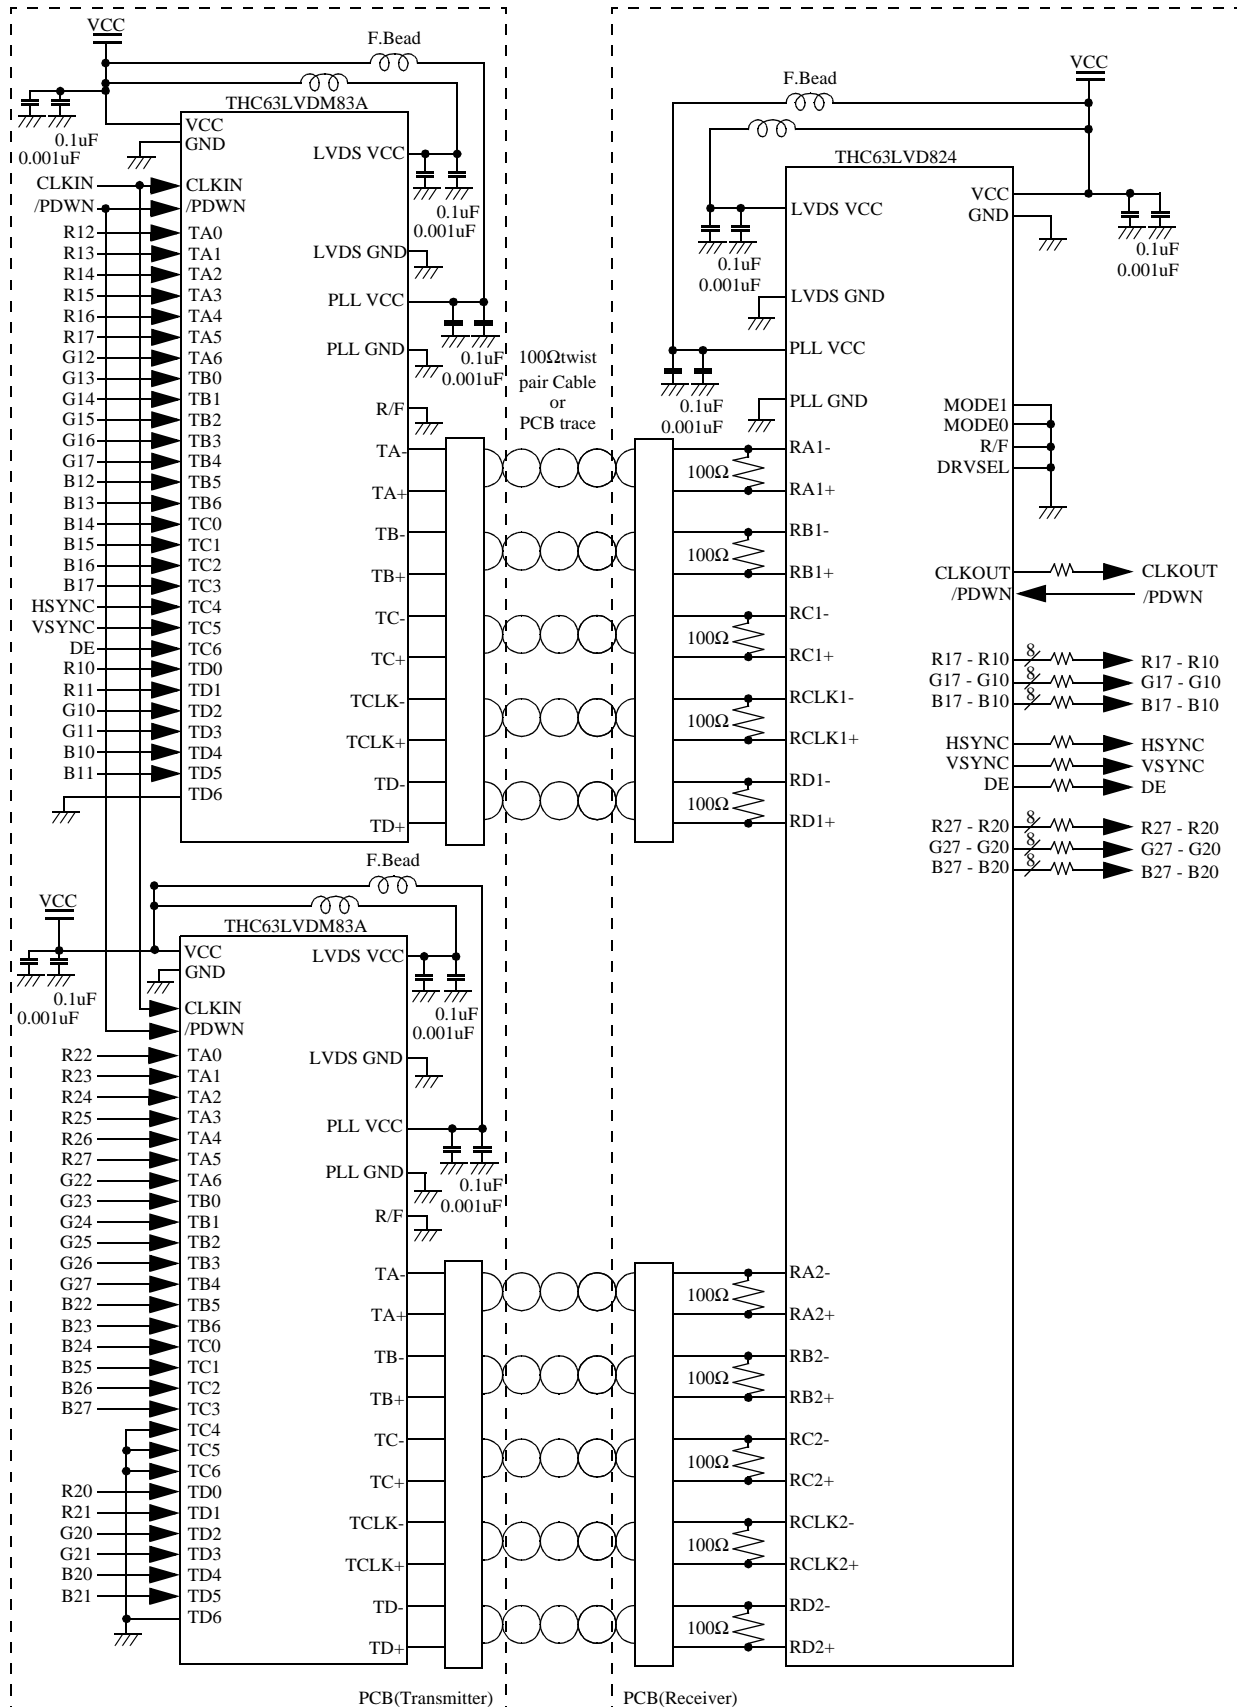 VCC
F.Bead
THC63LVDM83A
0.1uF
0.001uF
VCC
GND
CLKIN
/PDWN
R12
R13
R14
R15
R16
R17
G12
G13
G14
G15
G16
G17
B12
B13
B14
B15
B16
B17
HSYNC
VSYNC
DE
R10
R11
G10
G11
B10
B11
CLKIN
/PDWN
TA0
TA1
TA2
TA3
TA4
TA5
TA6
TB0
TB1
TB2
TB3
TB4
TB5
TB6
TC0
TC1
TC2
TC3
TC4
TC5
TC6
TD0
TD1
TD2
TD3
TD4
TD5
TD6
LVDS VCC
0.1uF
0.001uF
LVDS GND
PLL VCC
0.1uF
0.001uF
PLL GND
R/F
TA-
TA+
TB-
TB+
TC-
TC+
TCLK-
TCLK+
TD-
TD+
100Ωtwist
pair Cable
or
PCB trace
VCC
F.Bead
THC63LVD824
LVDS VCC
0.1uF
0.001uF
LVDS GND
PLL VCC
0.1uF
0.001uF
PLL GND
100Ω
100Ω
100Ω
100Ω
100Ω
RA1-
RA1+
RB1-
RB1+
RC1-
RC1+
RCLK1-
RCLK1+
RD1-
RD1+
VCC
GND
0.1uF
0.001uF
MODE1
MODE0
R/F
DRVSEL
CLKOUT
CLKOUT
/PDWN
/PDWN
R17 - R10
8
R17 - R10
G17 - G10
8
G17 - G10
B17 - B10
8
B17 - B10
HSYNC
HSYNC
VSYNC
VSYNC
DE
DE
R27 - R20
8
R27 - R20
G27 - G20
8
G27 - G20
B27 - B20
8
B27 - B20
F.Bead
VCC
THC63LVDM83A
0.1uF
0.001uF
VCC
GND
CLKIN
/PDWN
R22
R23
R24
R25
R26
R27
G22
G23
G24
G25
G26
G27
B22
B23
B24
B25
B26
B27
R20
R21
G20
G21
B20
B21
TA0
TA1
TA2
TA3
TA4
TA5
TA6
TB0
TB1
TB2
TB3
TB4
TB5
TB6
TC0
TC1
TC2
TC3
TC4
TC5
TC6
TD0
TD1
TD2
TD3
TD4
TD5
TD6
LVDS VCC
0.1uF
0.001uF
LVDS GND
PLL VCC
0.1uF
0.001uF
PLL GND
R/F
TA-
TA+
TB-
TB+
TC-
TC+
TCLK-
TCLK+
TD-
TD+
100Ω
100Ω
100Ω
100Ω
100Ω
RA2-
RA2+
RB2-
RB2+
RC2-
RC2+
RCLK2-
RCLK2+
RD2-
RD2+
PCB(Transmitter)
PCB(Receiver)